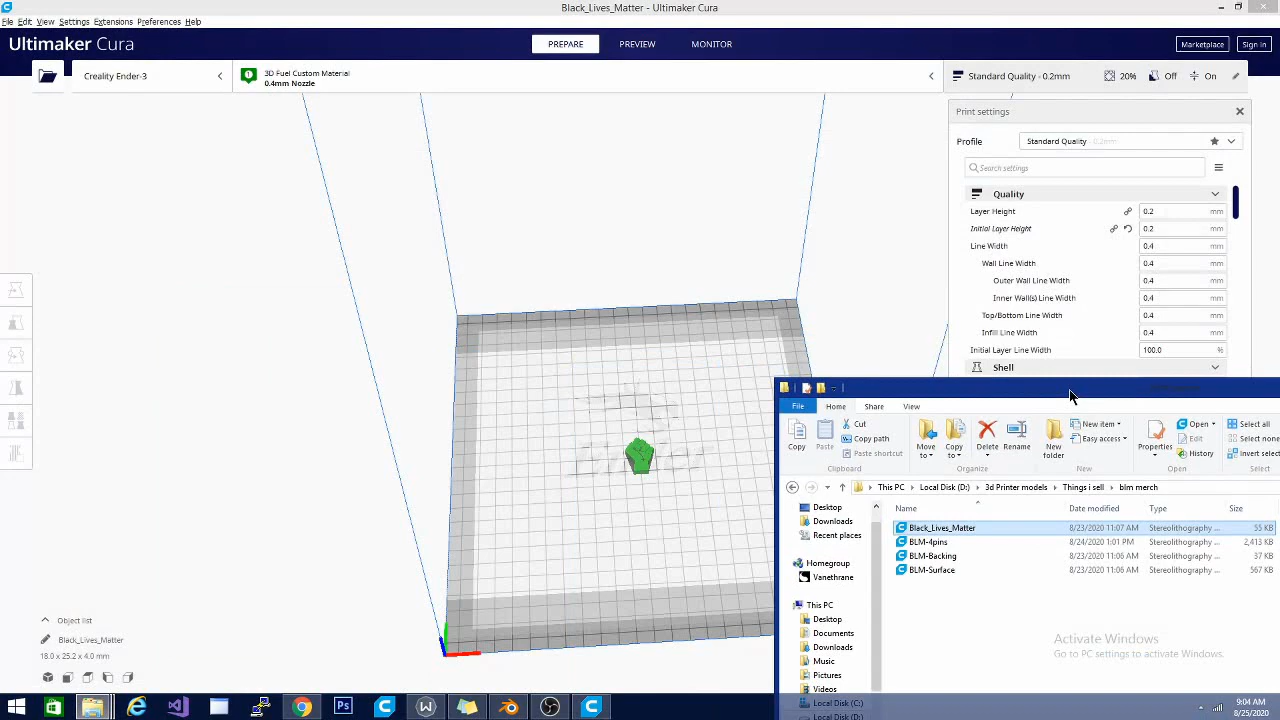 Black_Lives_Matter - Ultimaker Cura
File Edit View Settings Extensions Preferences Help
Ultimaker Cura
PREPARE PREVIEW MONITOR
Marketplace Sign in
Creality Ender-3
1
3D Fuel Custom Material
0.4mm Nozzle
Standard Quality - 0.2mm 20% Off On
Print settings
Profile Standard Quality 0.2mm
Search settings
Quality
Layer Height 0.2 mm
Initial Layer Height 0.2 mm
Line Width 0.4 mm
Wall Line Width 0.4 mm
Outer Wall Line Width 0.4 mm
Inner Wall(s) Line Width 0.4 mm
Top/Bottom Line Width 0.4 mm
Infill Line Width 0.4 mm
Initial Layer Line Width 100.0 %
Shell
File Home Share View
Copy Paste Cut
Copy path
Paste shortcut
Move to Copy to Delete Rename
New folder
New item
Easy access
Properties
Open
Edit
History
Select all
Select none
Invert selec
Clipboard Organize New Open Select
This PC Local Disk (D:) 3d Printer models Things i sell blm merch
Name Date modified Type Size
Black_Lives_Matter 8/23/2020 11:07 AM Stereolithography ... 55 KB
BLM-4pins 8/24/2020 1:01 PM Stereolithography ... 2,413 KB
BLM-Backing 8/23/2020 11:06 AM Stereolithography ... 37 KB
BLM-Surface 8/23/2020 11:06 AM Stereolithography ... 567 KB
Desktop
Downloads
Recent places
Homegroup
Vanethrane
This PC
Desktop
Documents
Downloads
Music
Pictures
Videos
Local Disk (C:)
Local Disk (D:)
Activate Windows
Go to PC settings to activate Windows.
Object list
Black_Lives_Matter
18.0 x 25.2 x 4.0 mm
9:04 AM
8/25/2020